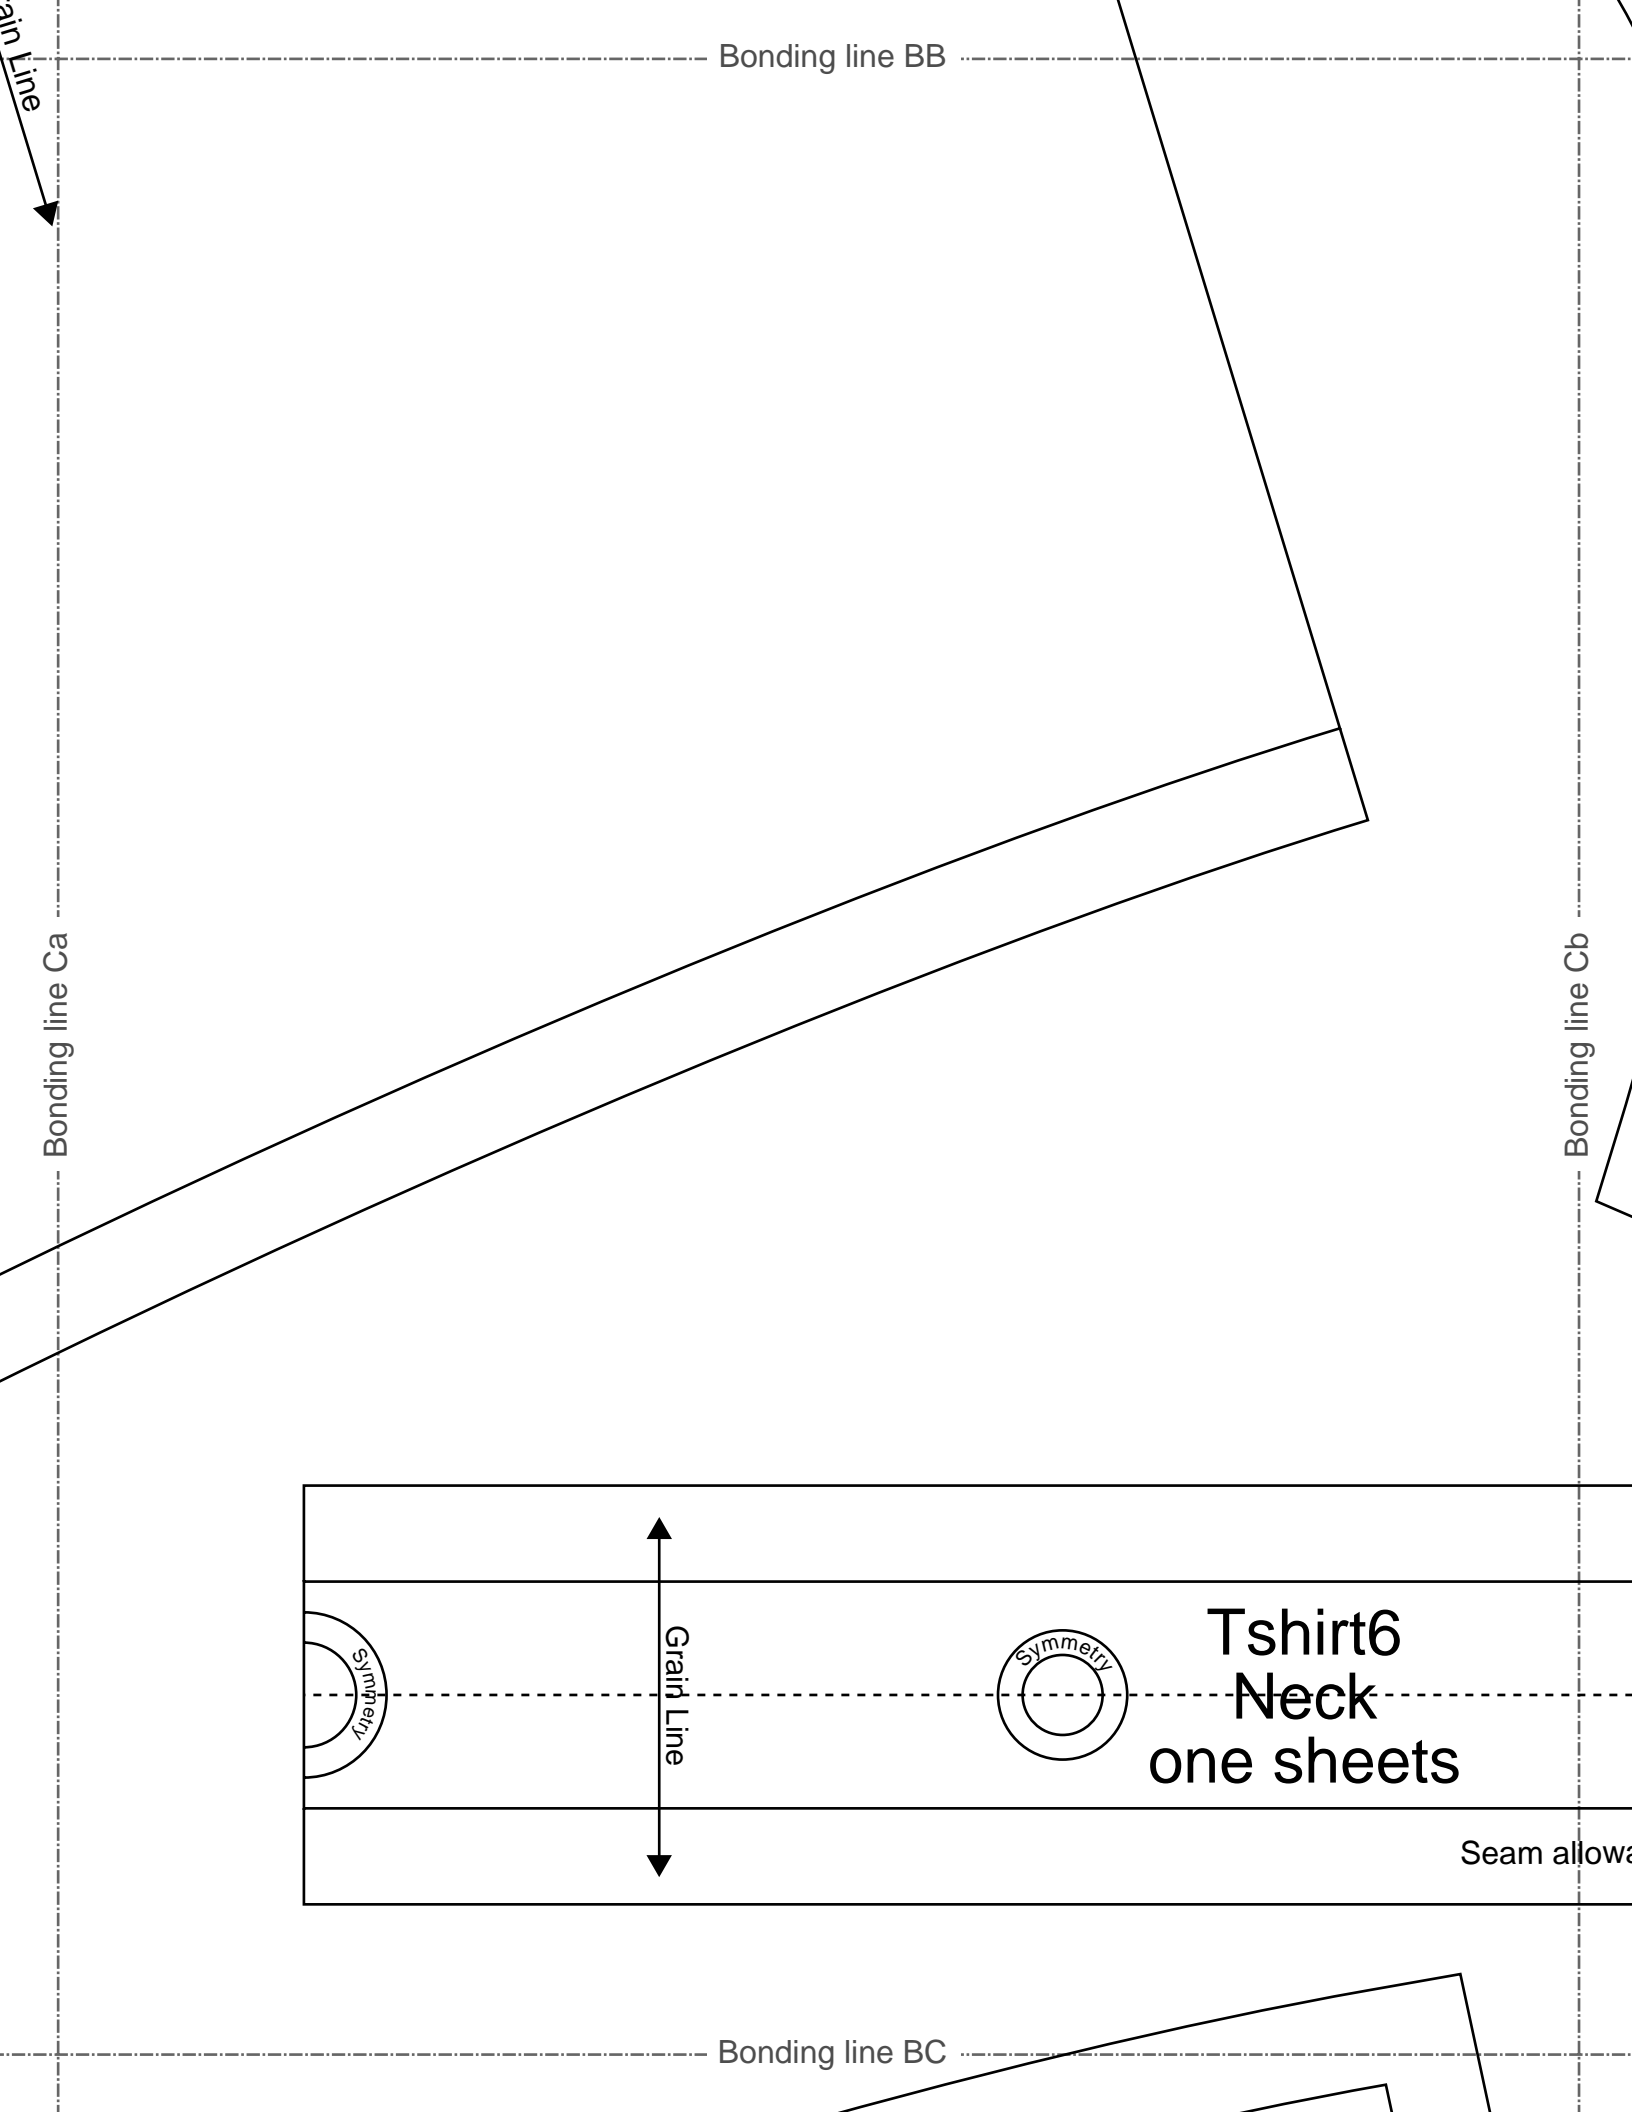 ain Line
Bonding line BB
Bonding line Ca
Bonding line Cb
Symmetry
Grain Line
Symmetry
Tshirt6
Neck
one sheets
Seam allowa
Bonding line BC